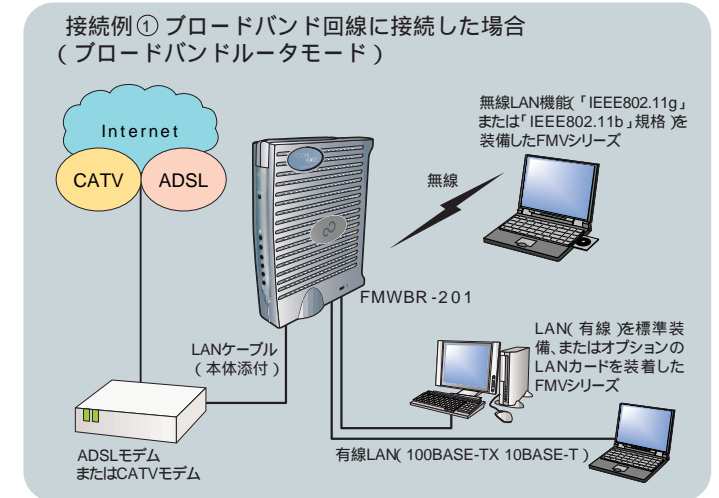 接続例① ブロードバンド回線に接続した場合
(ブロードバンドルータモード)
Internet
CATV
ADSL
無線LAN機能(「IEEE802.11g」
または「IEEE802.11b」規格)を
装備したFMVシリーズ
無線
FMWBR-201
LANケーブル
(本体添付)
LAN(有線)を標準装
備、またはオプションの
LANカードを装着した
FMVシリーズ
ADSLモデム
またはCATVモデム
有線LAN(100BASE-TX 10BASE-T)